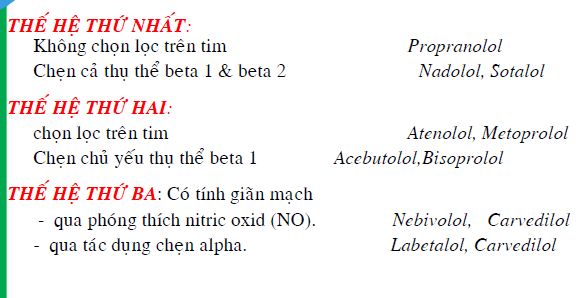 THẾ HỆ THỨ NHẤT:
Không chọn lọc trên tim Propranolol
Chẹn cả thụ thể beta 1 & beta 2 Nadolol, Sotalol
THẾ HỆ THỨ HAI:
chọn lọc trên tim Atenolol, Metoprolol
Chẹn chủ yếu thụ thể beta 1 Acebutolol,Bisoprolol
THẾ HỆ THỨ BA: Có tính giãn mạch
- qua phóng thích nitric oxid (NO). Nebivolol, Carvedilol
- qua tác dụng chẹn alpha. Labetalol, Carvedilol